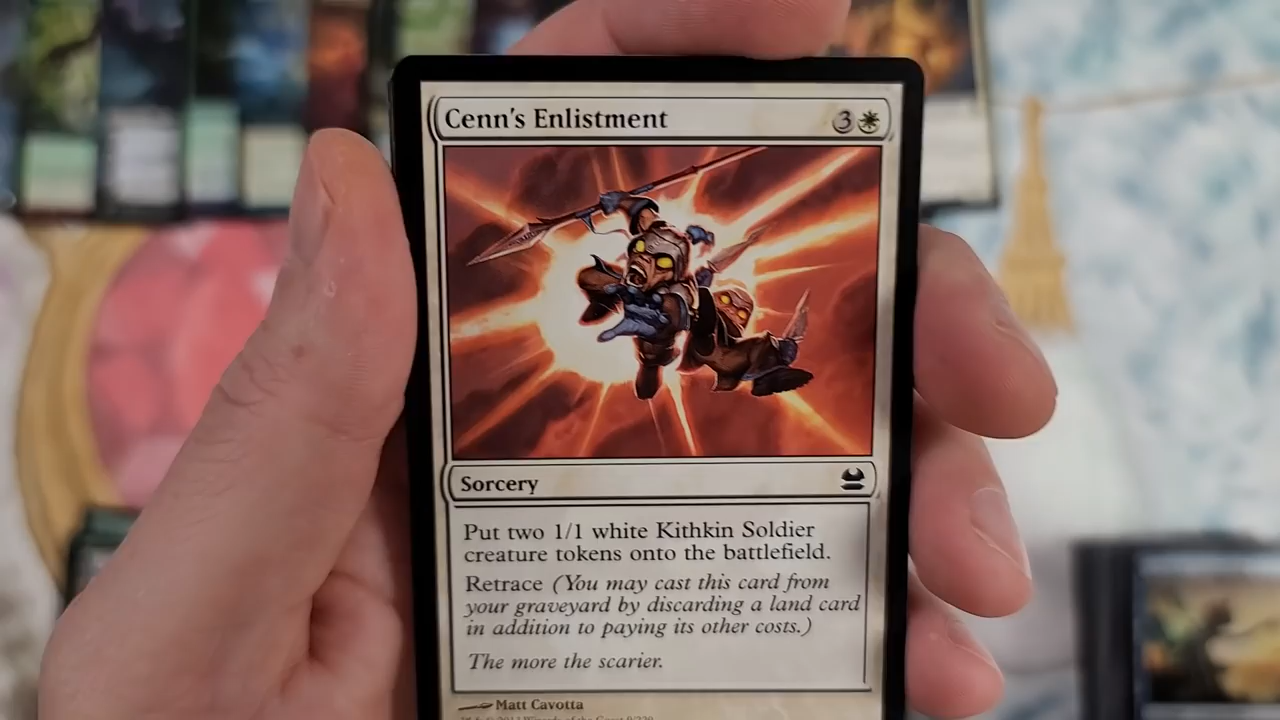 Cenn's Enlistment 3
Sorcery
Put two 1/1 white Kithkin Soldier
creature tokens onto the battlefield.
Retrace (You may cast this card from
your graveyard by discarding a land card
in addition to paying its other costs.)
The more the scarier.
Matt Cavotta